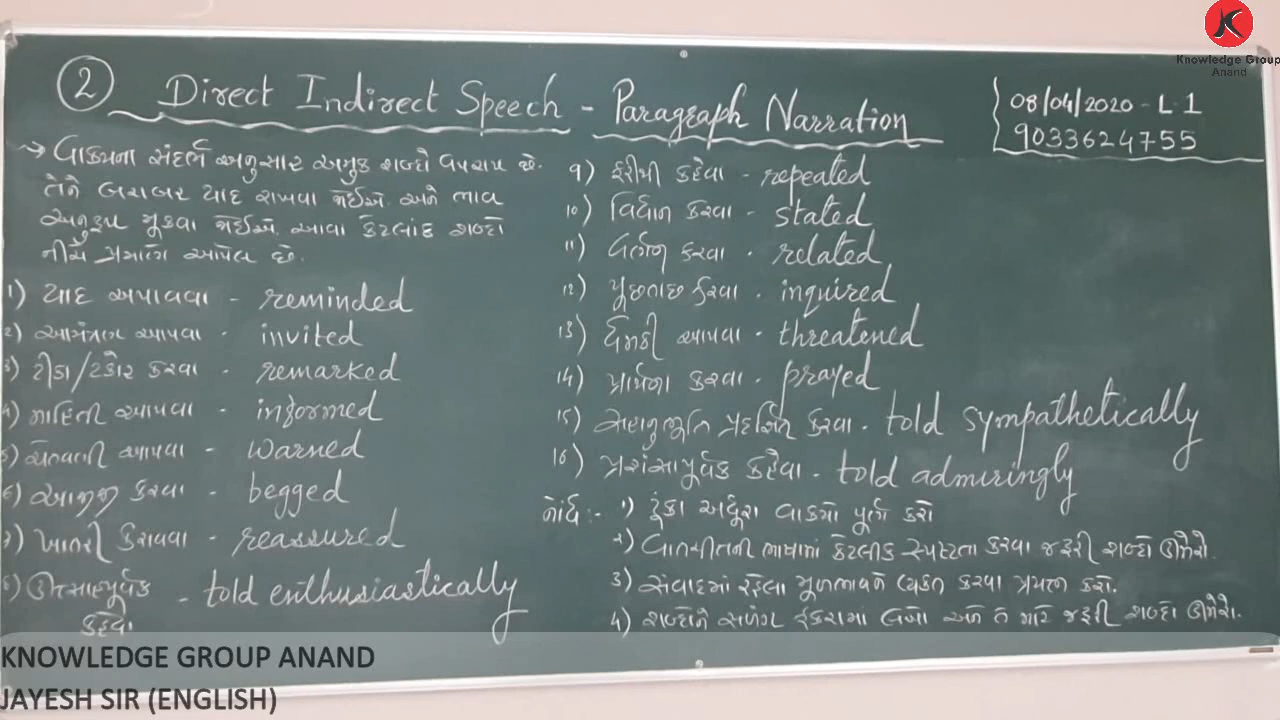 Knowledge Group
Anand
② Direct Indirect Speech - Paragraph Narration
08/04/2020 - L 1
9033624755
→ વાક્યના સંદર્ભ અનુસાર અમુક શબ્દો વપરાય છે.
તેને બરાબર યાદ રાખવા જોઈએ અને ભાવ
અનુરૂપ મૂકવા જોઈએ. આવા કેટલાંક શબ્દો
નીચે પ્રમાણે આપેલ છે.
1) યાદ અપાવવા - reminded
2) આમંત્રણ આપવા - invited
3) ટીકા/ટકોર કરવા - remarked
4) માહિતી આપવા - informed
5) ચેતવણી આપવા - warned
6) આજીજી કરવા - begged
7) ખાતરી કરાવવા - reassured
8) ઊત્સાહપૂર્વક - told enthusiastically
કહેવો
9) ફરીથી કહેવા - repeated
10) વિધાન કરવા - stated
11) વર્ણન કરવા - related
12) પુછતાછ કરવા - inquired
13) ધમકી આપવા - threatened
14) પ્રાર્થના કરવા - prayed
15) સહાનુભૂતિ પ્રદર્શિત કરવા - told sympathetically
16) પ્રશંસાપૂર્વક કહેવા - told admiringly
નોંધ :- 1) ટૂંકા અધૂરા વાક્યો પૂર્ણ કરો
2) વાતચીતની ભાષામાં કેટલીક સ્પષ્ટતા કરવા જરૂરી શબ્દો ઊમેરો.
3) સંવાદમાં રહેલા મૂળભાવને વ્યક્ત કરવા પ્રયત્ન કરો.
4) શબ્દોને સળંગ ફકરામાં લખો અને તે માટે જરૂરી શબ્દો ઊમેરો.
KNOWLEDGE GROUP ANAND
JAYESH SIR (ENGLISH)